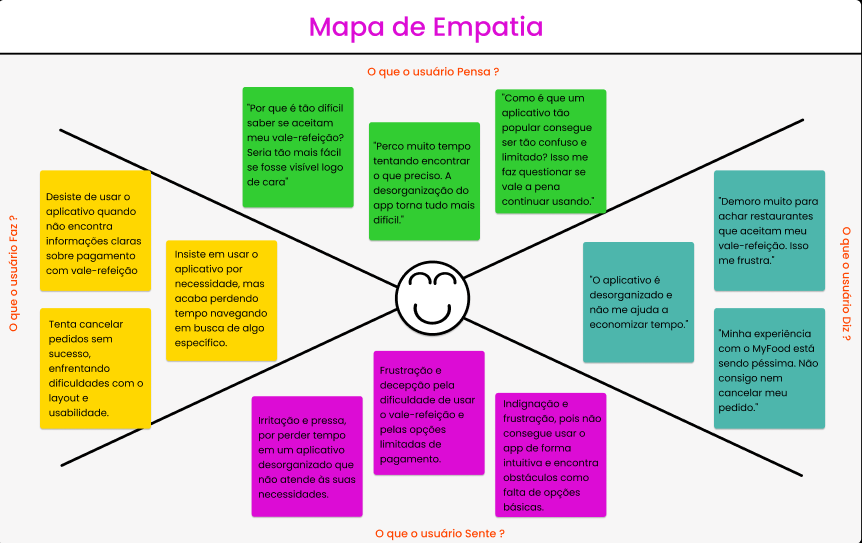 Mapa de Empatia
O que o usuário Pensa ?
"Por que é tão difícil
saber se aceitam
meu vale-refeição?
Seria tão mais fácil
se fosse visível logo
de cara"
"Perco muito tempo
tentando encontrar
o que preciso. A
desorganização do
app torna tudo mais
difícil."
"Como é que um
aplicativo tão
popular consegue
ser tão confuso e
limitado? Isso me
faz questionar se
vale a pena
continuar usando."
O que o usuário Faz ?
Desiste de usar o
aplicativo quando
não encontra
informações claras
sobre pagamento
com vale-refeição
Insiste em usar o
aplicativo por
necessidade, mas
acaba perdendo
tempo navegando
em busca de algo
específico.
Tenta cancelar
pedidos sem
sucesso,
enfrentando
dificuldades com o
layout e
usabilidade.
"O aplicativo é
desorganizado e
não me ajuda a
economizar tempo."
"Demoro muito para
achar restaurantes
que aceitam meu
vale-refeição. Isso
me frustra."
"Minha experiência
com o MyFood está
sendo péssima. Não
consigo nem
cancelar meu
pedido."
O que o usuário Diz ?
Irritação e pressa,
por perder tempo
em um aplicativo
desorganizado que
não atende às suas
necessidades.
Frustração e
decepção pela
dificuldade de usar
o vale-refeição e
pelas opções
limitadas de
pagamento.
Indignação e
frustração, pois não
consegue usar o
app de forma
intuitiva e encontra
obstáculos como
falta de opções
básicas.
O que o usuário Sente ?